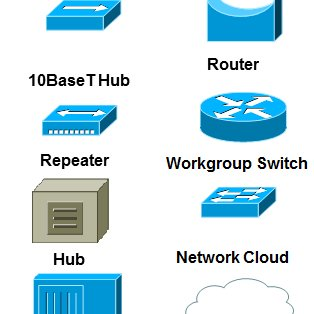 Router
10BaseT Hub
Repeater
Workgroup Switch
Hub
Network Cloud